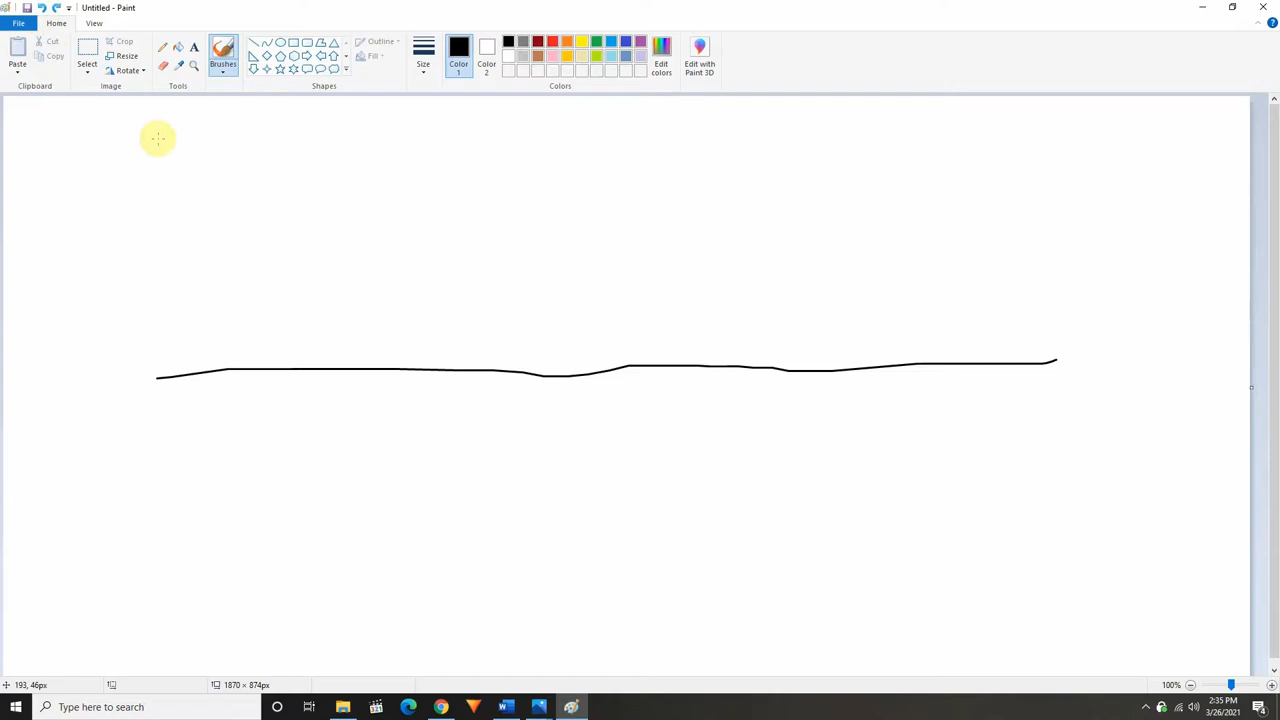 Untitled - Paint
File Home View
Paste
Cut
Copy
Clipboard
Select
Crop
Resize
Rotate
Image
A
Tools
Brushes
Outline
Fill
Shapes
Size
Color 1
Color 2
Edit colors
Colors
Edit with Paint 3D
193, 46px
1870 × 874px
100%
Type here to search
2:35 PM
3/26/2021